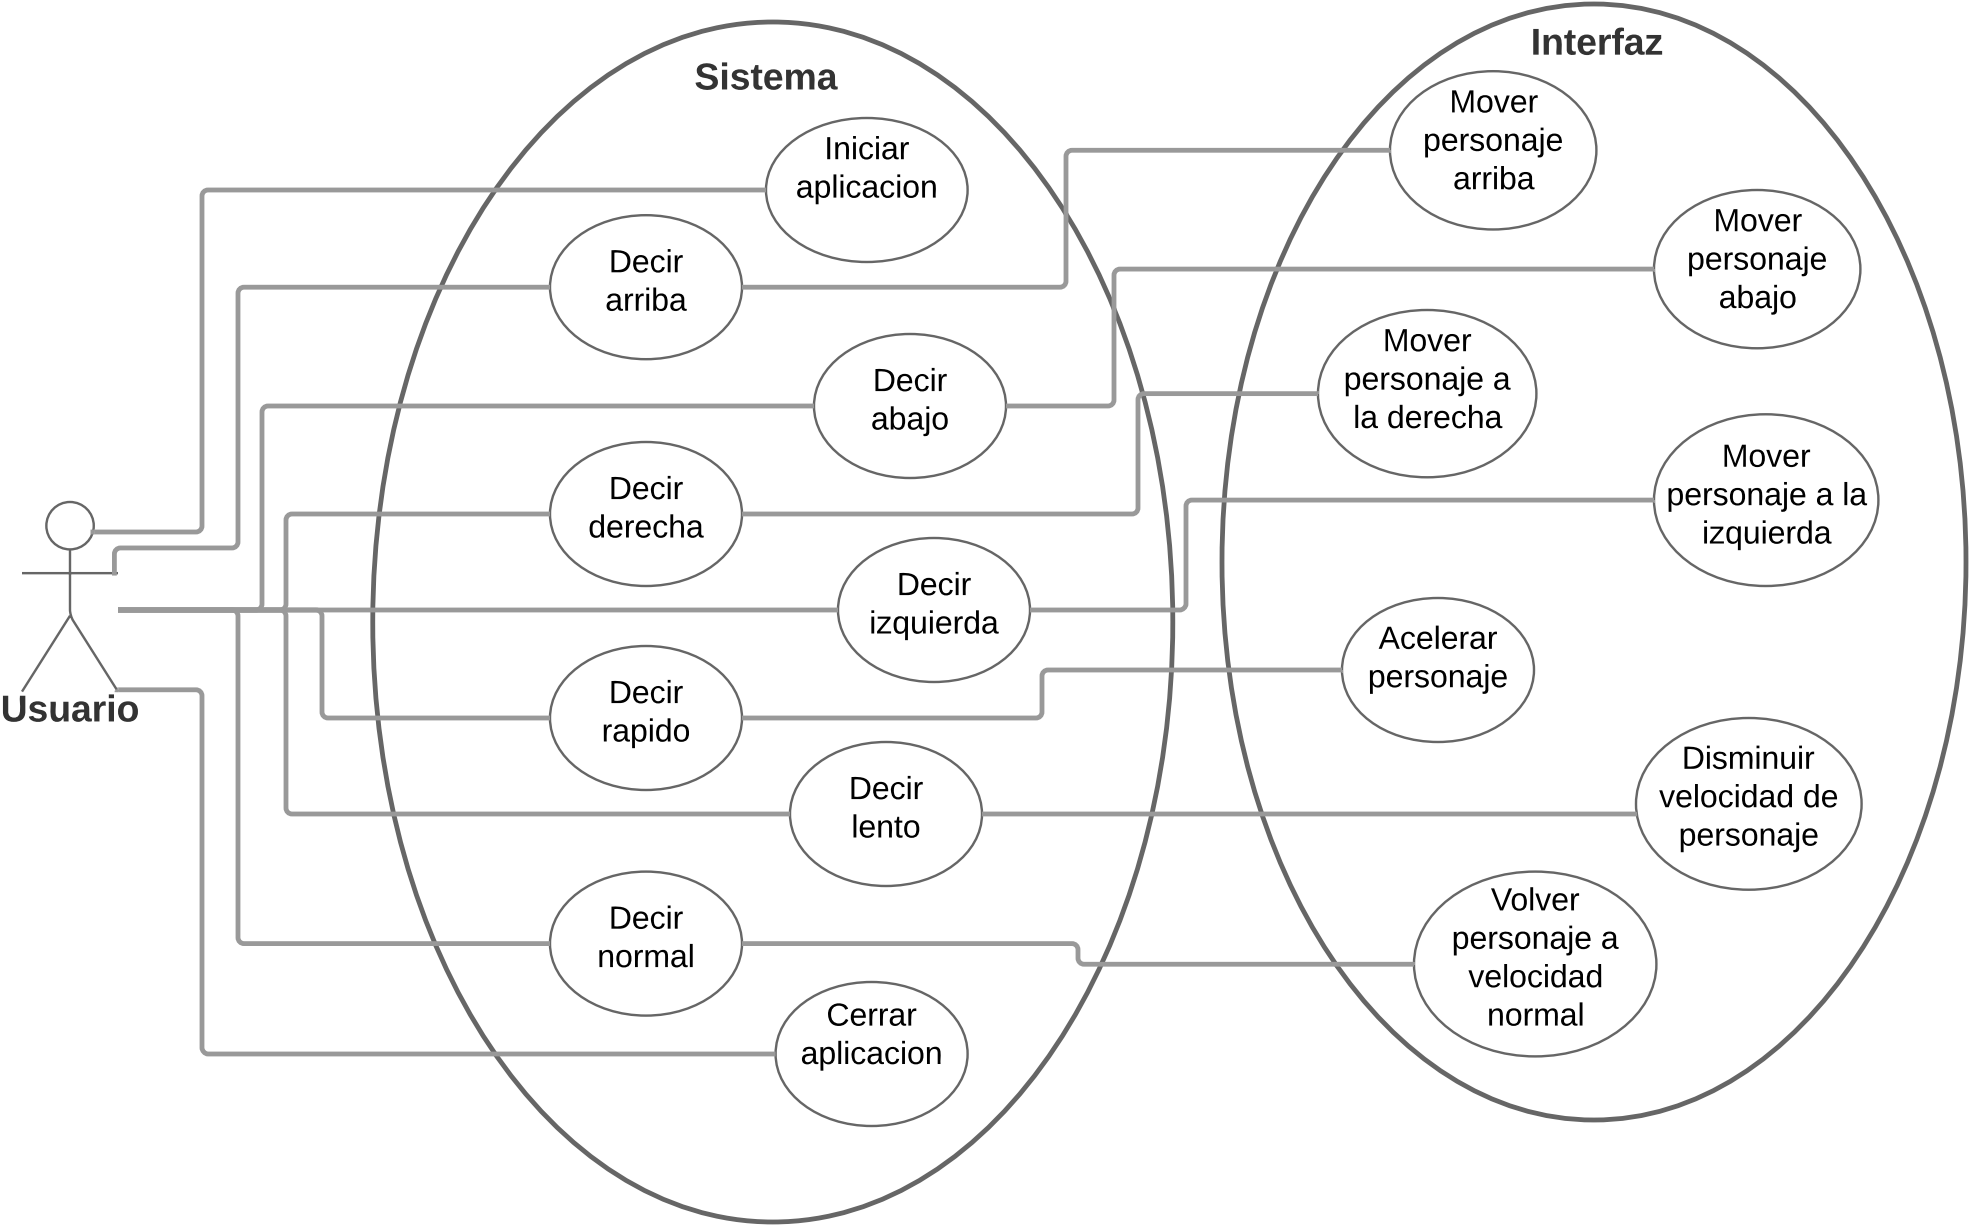 Sistema
Iniciar
aplicacion
Decir
arriba
Decir
abajo
Decir
derecha
Decir
izquierda
Decir
rapido
Decir
lento
Decir
normal
Cerrar
aplicacion
Usuario
Interfaz
Mover
personaje
arriba
Mover
personaje
abajo
Mover
personaje a
la derecha
Mover
personaje a la
izquierda
Acelerar
personaje
Disminuir
velocidad de
personaje
Volver
personaje a
velocidad
normal